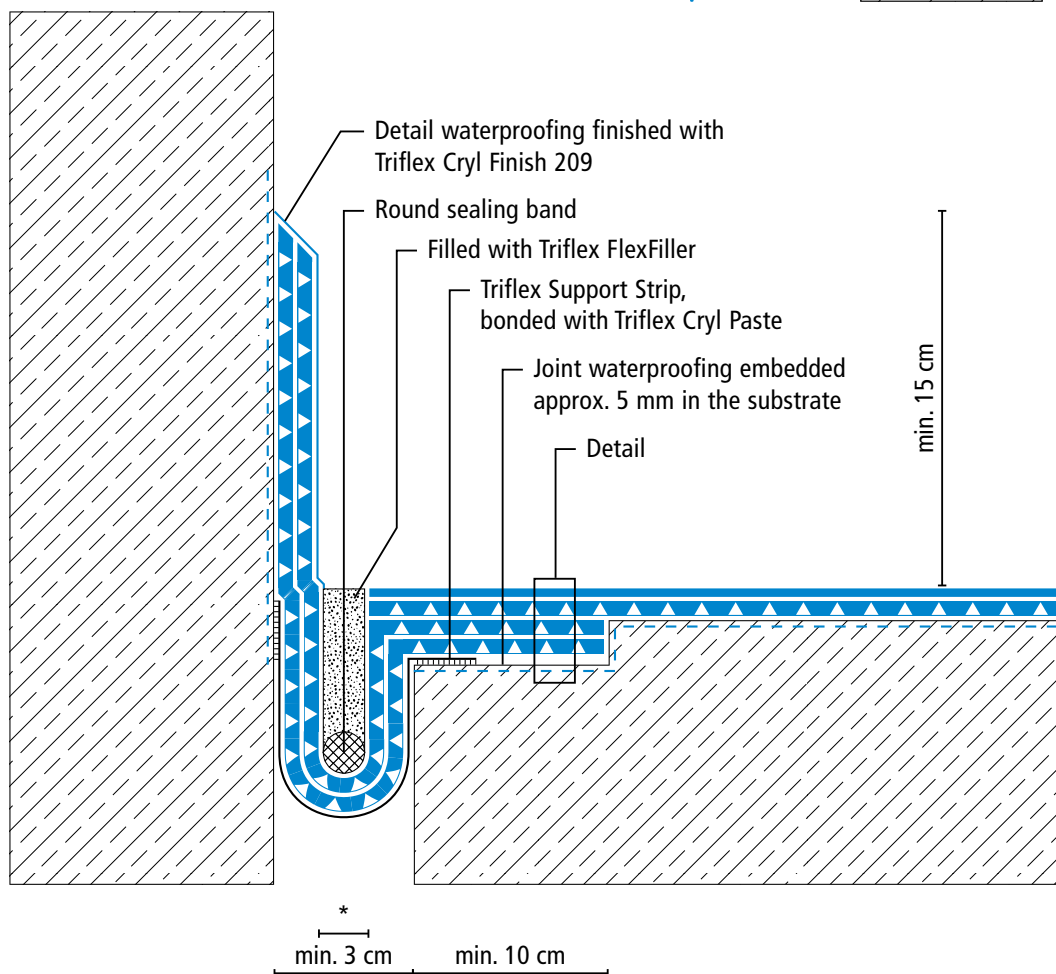 Detail waterproofing finished with
Triflex Cryl Finish 209
Round sealing band
Filled with Triflex FlexFiller
Triflex Support Strip,
bonded with Triflex Cryl Paste
Joint waterproofing embedded
approx. 5 mm in the substrate
Detail
min. 15 cm
*
min. 3 cm
min. 10 cm